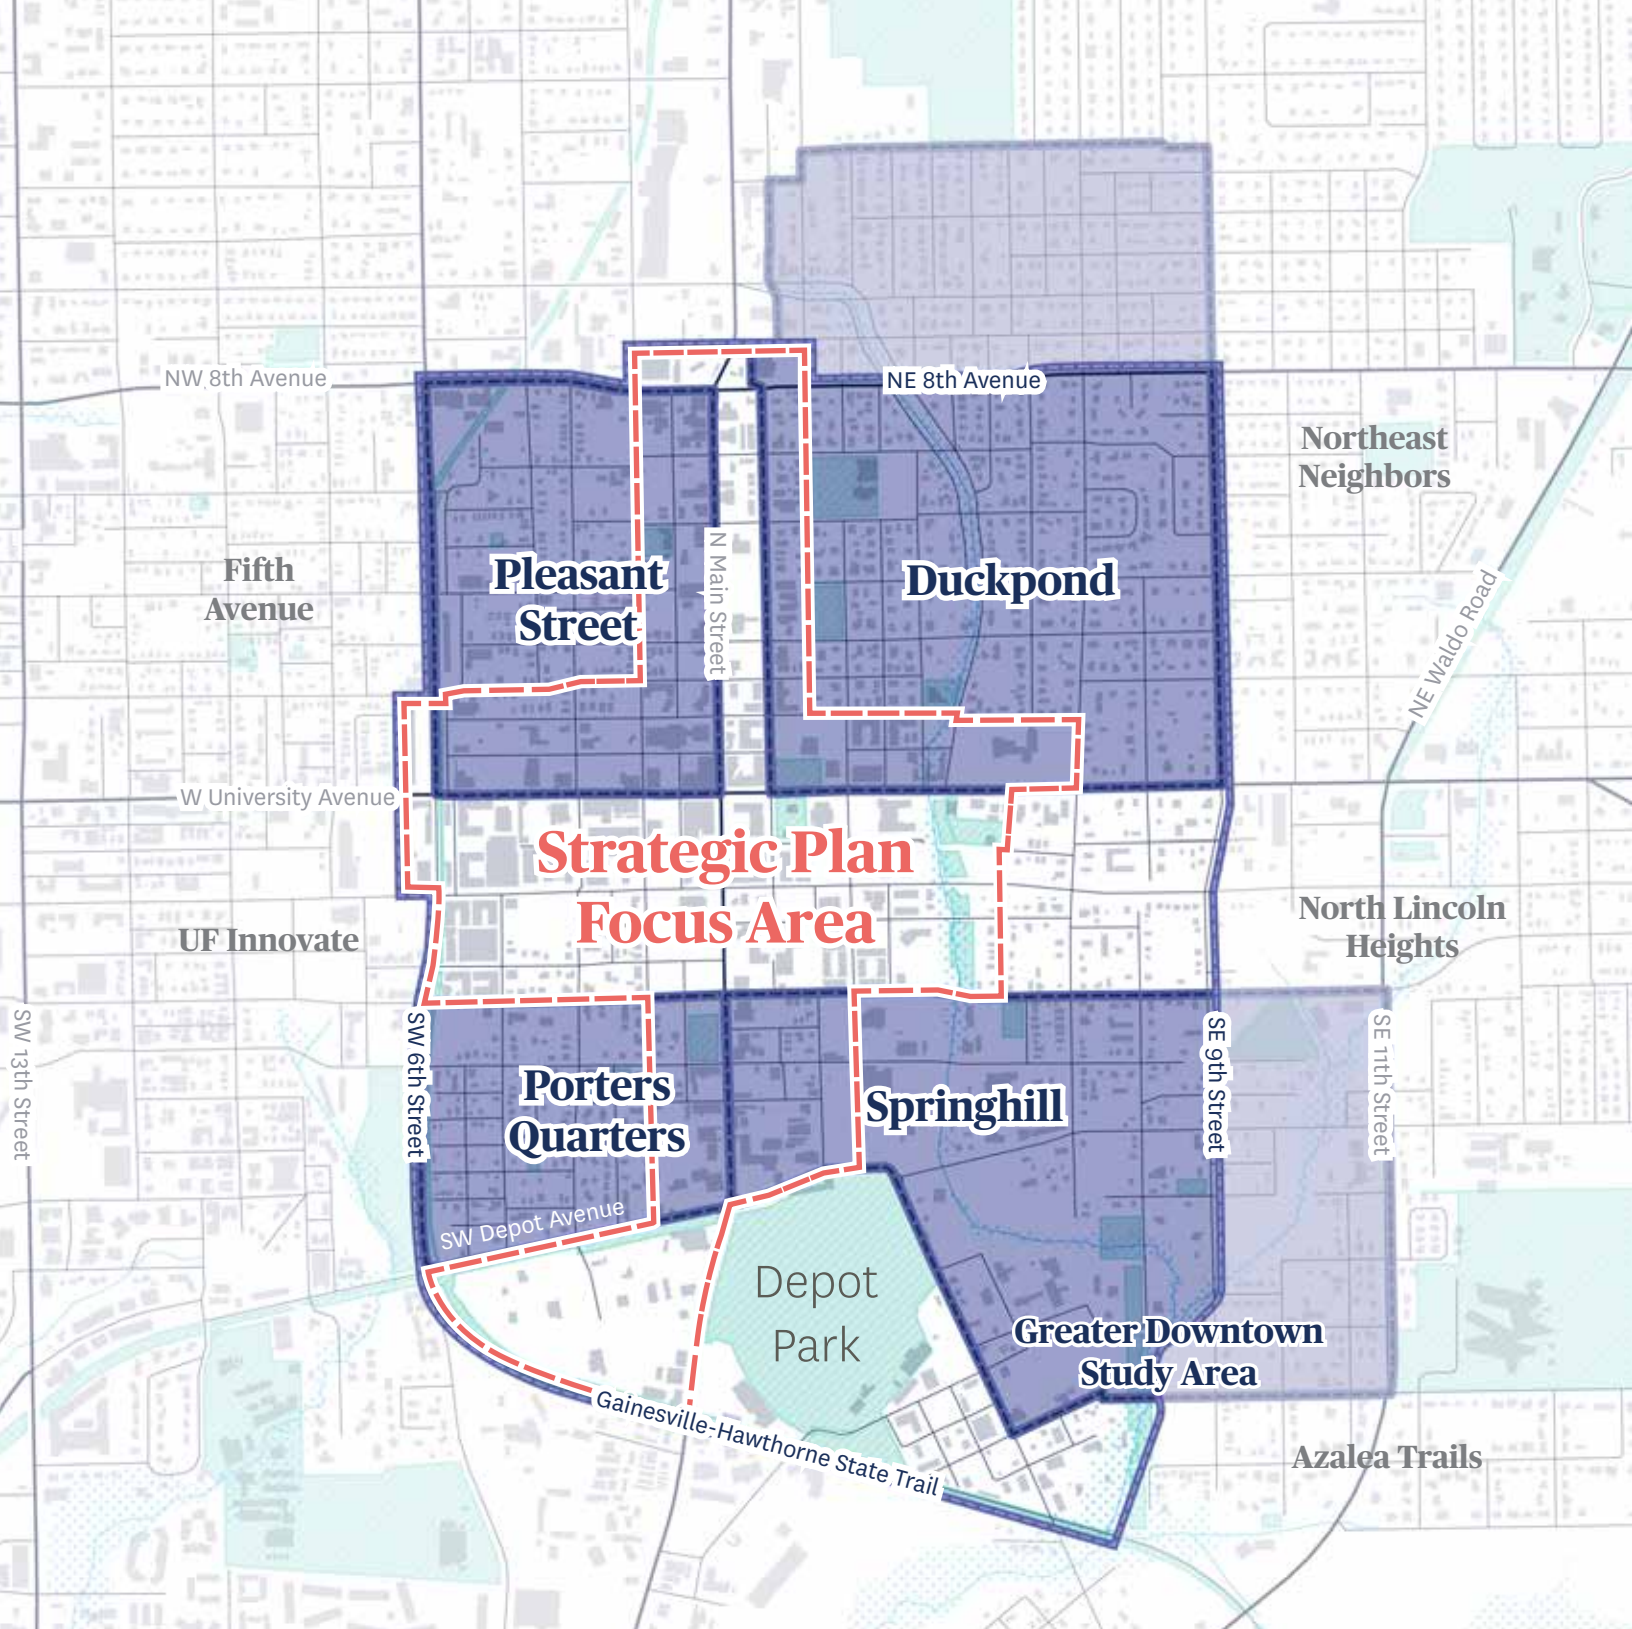 NW 8th Avenue
NE 8th Avenue
Northeast
Neighbors
Fifth
Avenue
Pleasant
Street
N Main Street
Duckpond
NE Waldo Road
W University Avenue
Strategic Plan
Focus Area
UF Innovate
North Lincoln
Heights
SW 13th Street
SW 6th Street
Porters
Quarters
Springhill
SE 9th Street
SE 11th Street
SW Depot Avenue
Depot
Park
Greater Downtown
Study Area
Gainesville-Hawthorne State Trail
Azalea Trails